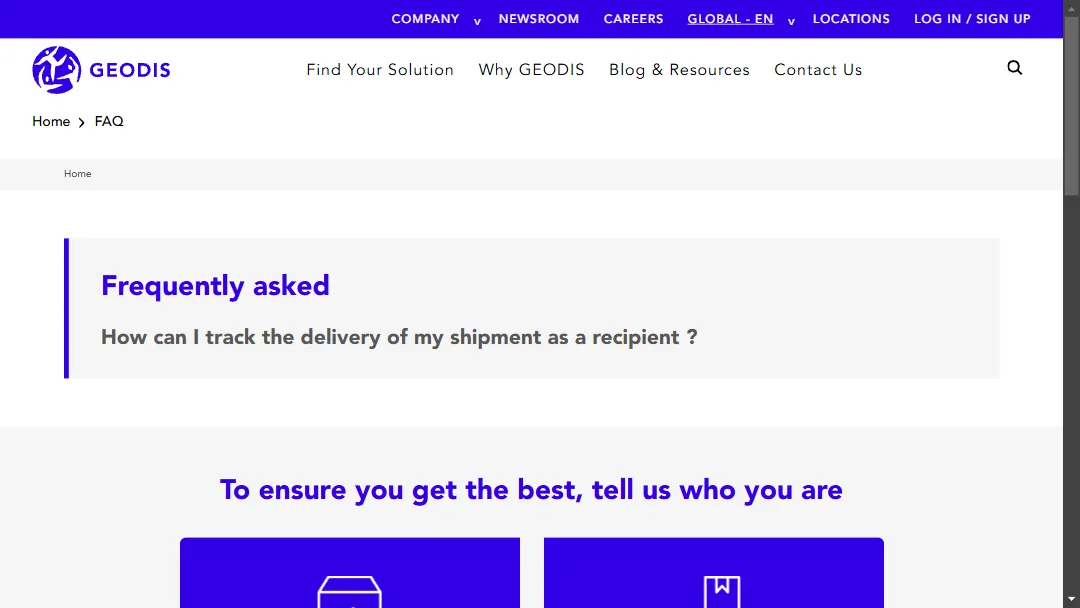 COMPANY v NEWSROOM CAREERS GLOBAL - EN v LOCATIONS LOG IN / SIGN UP
GEODIS Find Your Solution Why GEODIS Blog & Resources Contact Us
Home > FAQ
Home
Frequently asked
How can I track the delivery of my shipment as a recipient ?
To ensure you get the best, tell us who you are